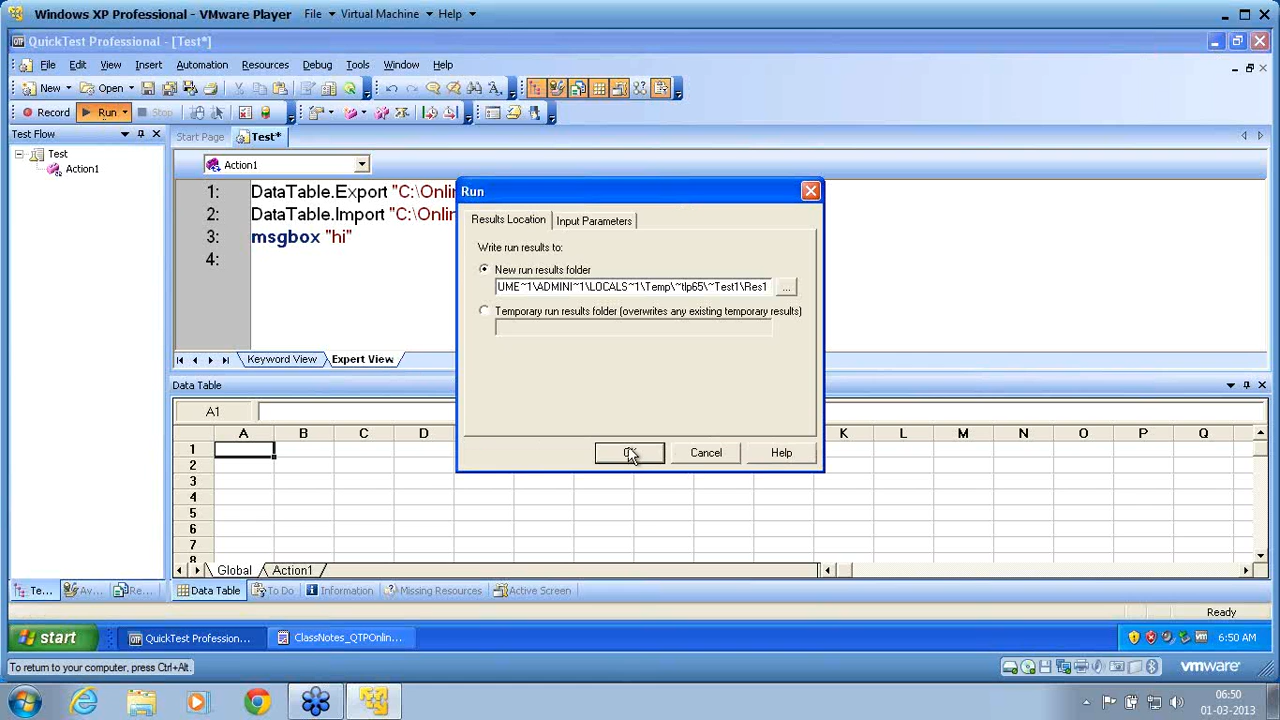 Windows XP Professional - VMware Player File Virtual Machine Help
QuickTest Professional - [Test*]
File Edit View Insert Automation Resources Debug Tools Window Help
New Open
Record Run Stop
Test Flow
Start Page Test*
Test
Action1
Action1
1: DataTable.Export "C:\Onlin
2: DataTable.Import "C:\Onlin
3: msgbox "hi"
4:
Run
Results Location Input Parameters
Write run results to:
New run results folder
UME~1\ADMINI~1\LOCALS~1\Temp\~tlp65\~Test1\Res1 ...
Temporary run results folder (overwrites any existing temporary results)
Cancel Help
Keyword View Expert View
Data Table
A1
A B C D K L M N O P Q
1
2
3
4
5
6
7
8
Global Action1
Te... Av... Re... Data Table To Do Information Missing Resources Active Screen
Ready
start QuickTest Profession... ClassNotes_QTPOnlin... 6:50 AM
To return to your computer, press Ctrl+Alt. vmware
06:50
01-03-2013